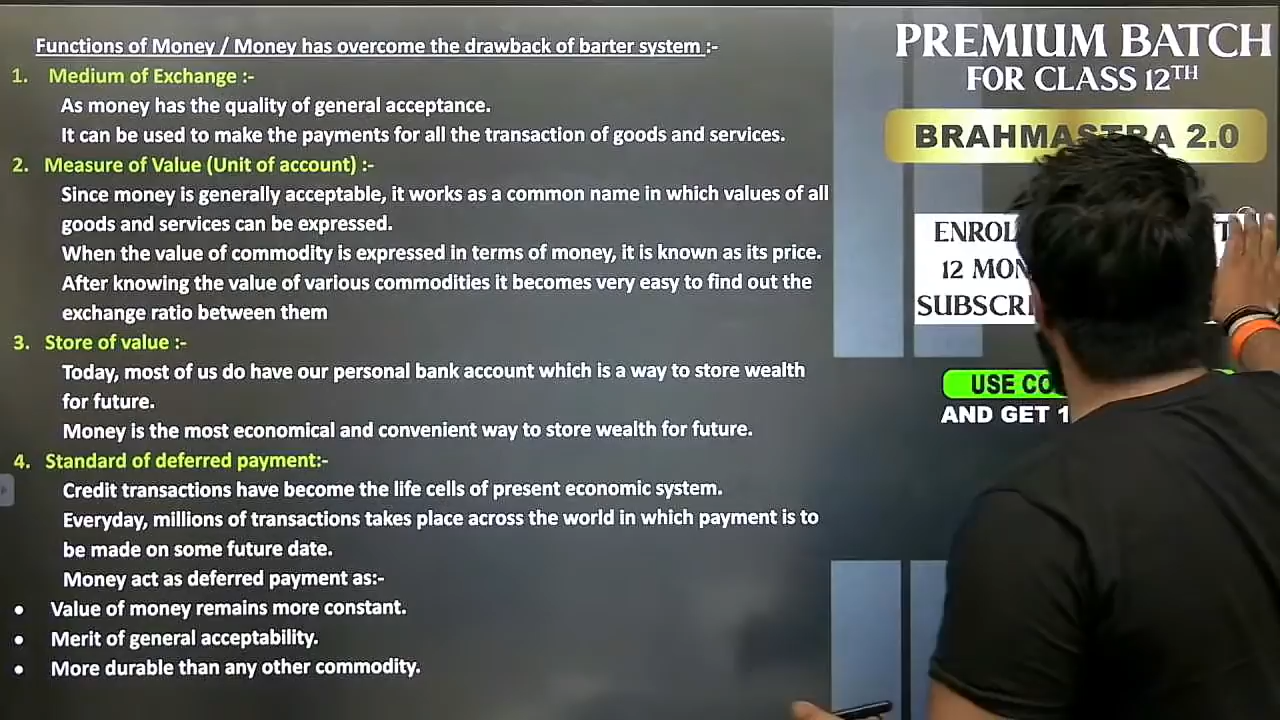 Functions of Money / Money has overcome the drawback of barter system :-
1. Medium of Exchange :-
As money has the quality of general acceptance.
It can be used to make the payments for all the transaction of goods and services.
2. Measure of Value (Unit of account) :-
Since money is generally acceptable, it works as a common name in which values of all
goods and services can be expressed.
When the value of commodity is expressed in terms of money, it is known as its price.
After knowing the value of various commodities it becomes very easy to find out the
exchange ratio between them
3. Store of value :-
Today, most of us do have our personal bank account which is a way to store wealth
for future.
Money is the most economical and convenient way to store wealth for future.
4. Standard of deferred payment:-
Credit transactions have become the life cells of present economic system.
Everyday, millions of transactions takes place across the world in which payment is to
be made on some future date.
Money act as deferred payment as:-
• Value of money remains more constant.
• Merit of general acceptability.
• More durable than any other commodity.
PREMIUM BATCH
FOR CLASS 12TH
BRAHMASTRA 2.0
12
USE
AND GET